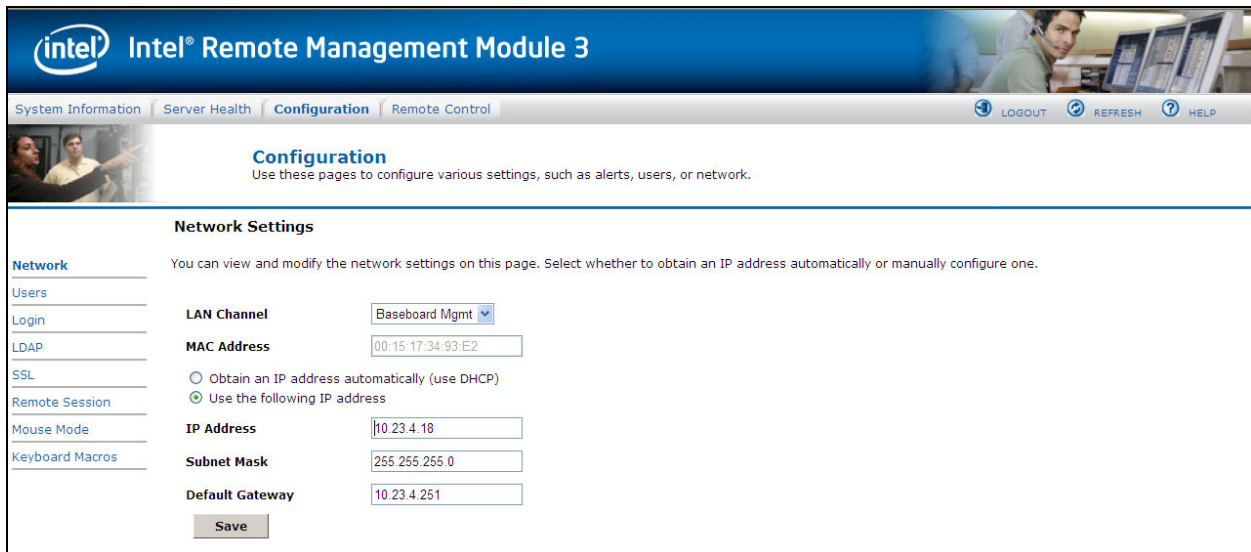 intel® Intel® Remote Management Module 3
System Information Server Health Configuration Remote Control LOGOUT REFRESH ? HELP
Configuration
Use these pages to configure various settings, such as alerts, users, or network.
Network Settings
You can view and modify the network settings on this page. Select whether to obtain an IP address automatically or manually configure one.
Network
Users
Login
LDAP
SSL
Remote Session
Mouse Mode
Keyboard Macros
LAN Channel Baseboard Mgmt
MAC Address 00:15:17:34:93:E2
Obtain an IP address automatically (use DHCP)
Use the following IP address
IP Address 10.23.4.18
Subnet Mask 255.255.255.0
Default Gateway 10.23.4.251
Save